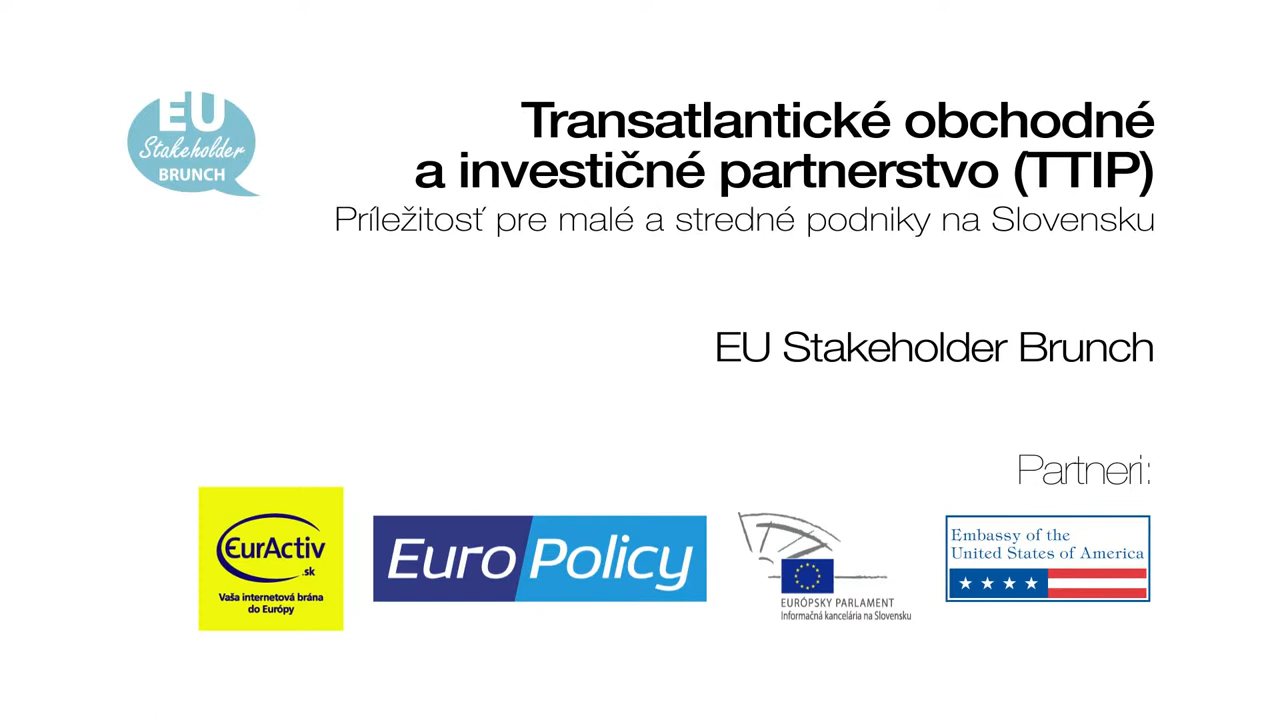 EU
Stakeholder
BRUNCH
Transatlantické obchodné
a investičné partnerstvo (TTIP)
Príležitosť pre malé a stredné podniky na Slovensku
EU Stakeholder Brunch
Partneri:
EurActiv
.sk
Vaša internetová brána
do Európy
EuroPolicy
EURÓPSKY PARLAMENT
Informačná kancelária na Slovensku
Embassy of the
United States of America